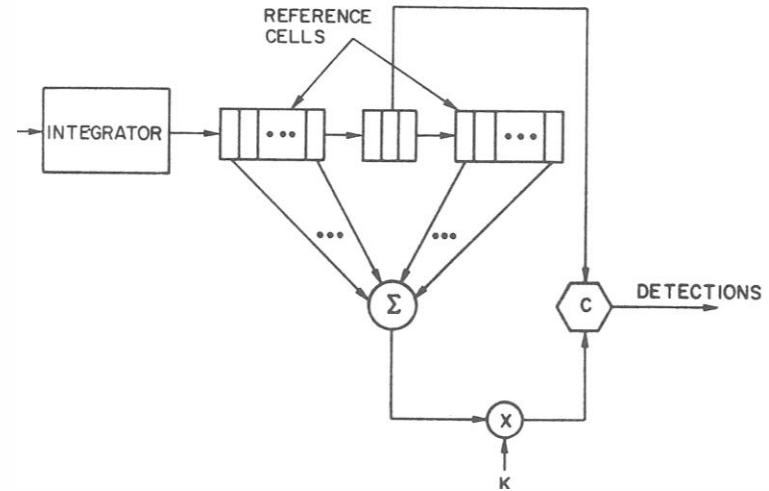 REFERENCE
CELLS
INTEGRATOR
Σ
C
DETECTIONS
X
K